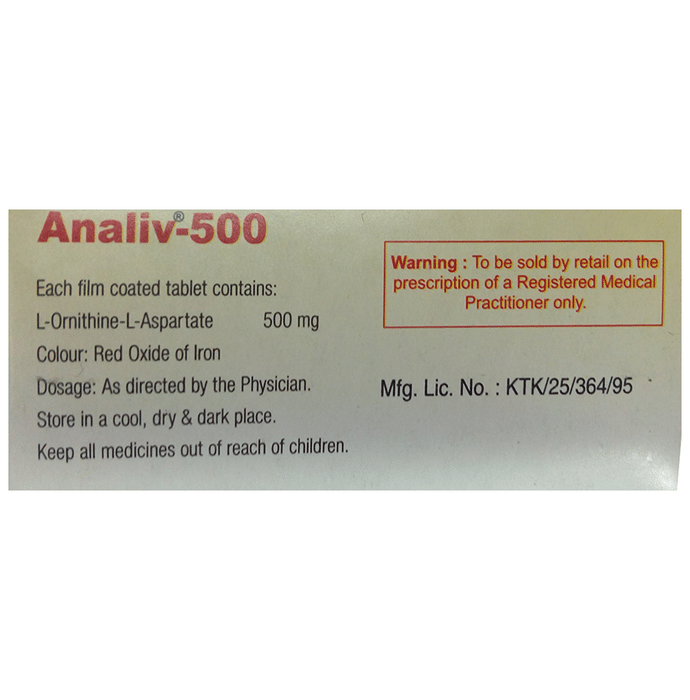 Analiv®-500
Each film coated tablet contains:
L-Ornithine-L-Aspartate 500 mg
Colour: Red Oxide of Iron
Dosage: As directed by the Physician.
Store in a cool, dry & dark place.
Keep all medicines out of reach of children.
Warning : To be sold by retail on the
prescription of a Registered Medical
Practitioner only.
Mfg. Lic. No. : KTK/25/364/95